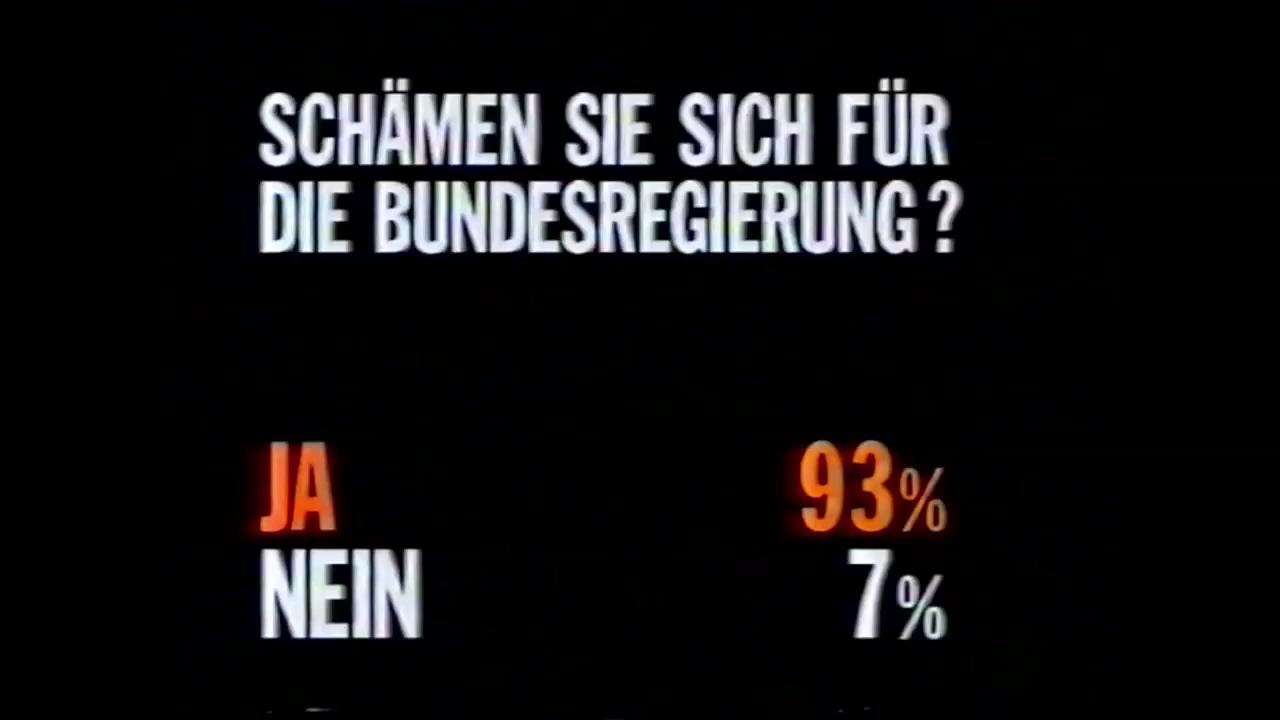 SCHÄMEN SIE SICH FÜR
DIE BUNDESREGIERUNG?
JA 93%
NEIN 7%